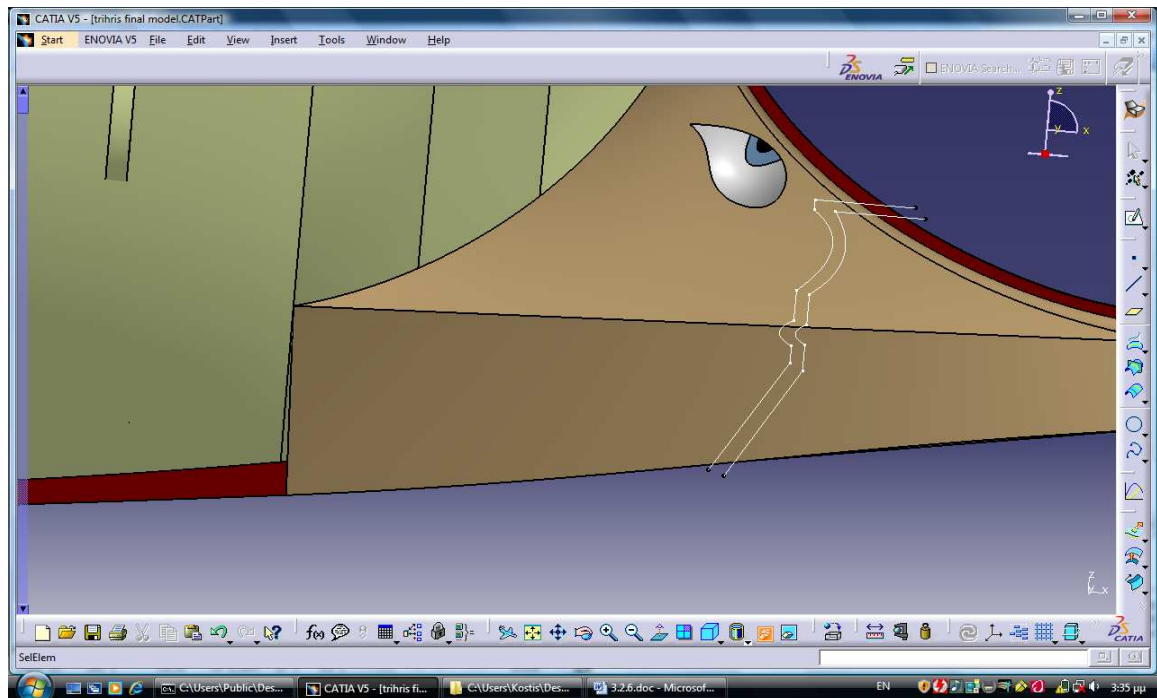 CATIA V5 - [trihris final model.CATPart]
Start ENOVIA V5 File Edit View Insert Tools Window Help
ENOVIA
ENOVIA Search...
z
y x
z
x
f(x)
CATIA
SelElem
C:\Users\Public\Des... CATIA V5 - [trihris fi... C:\Users\Kostis\Des... 3.2.6.doc - Microsof... EN 3:35 μμ